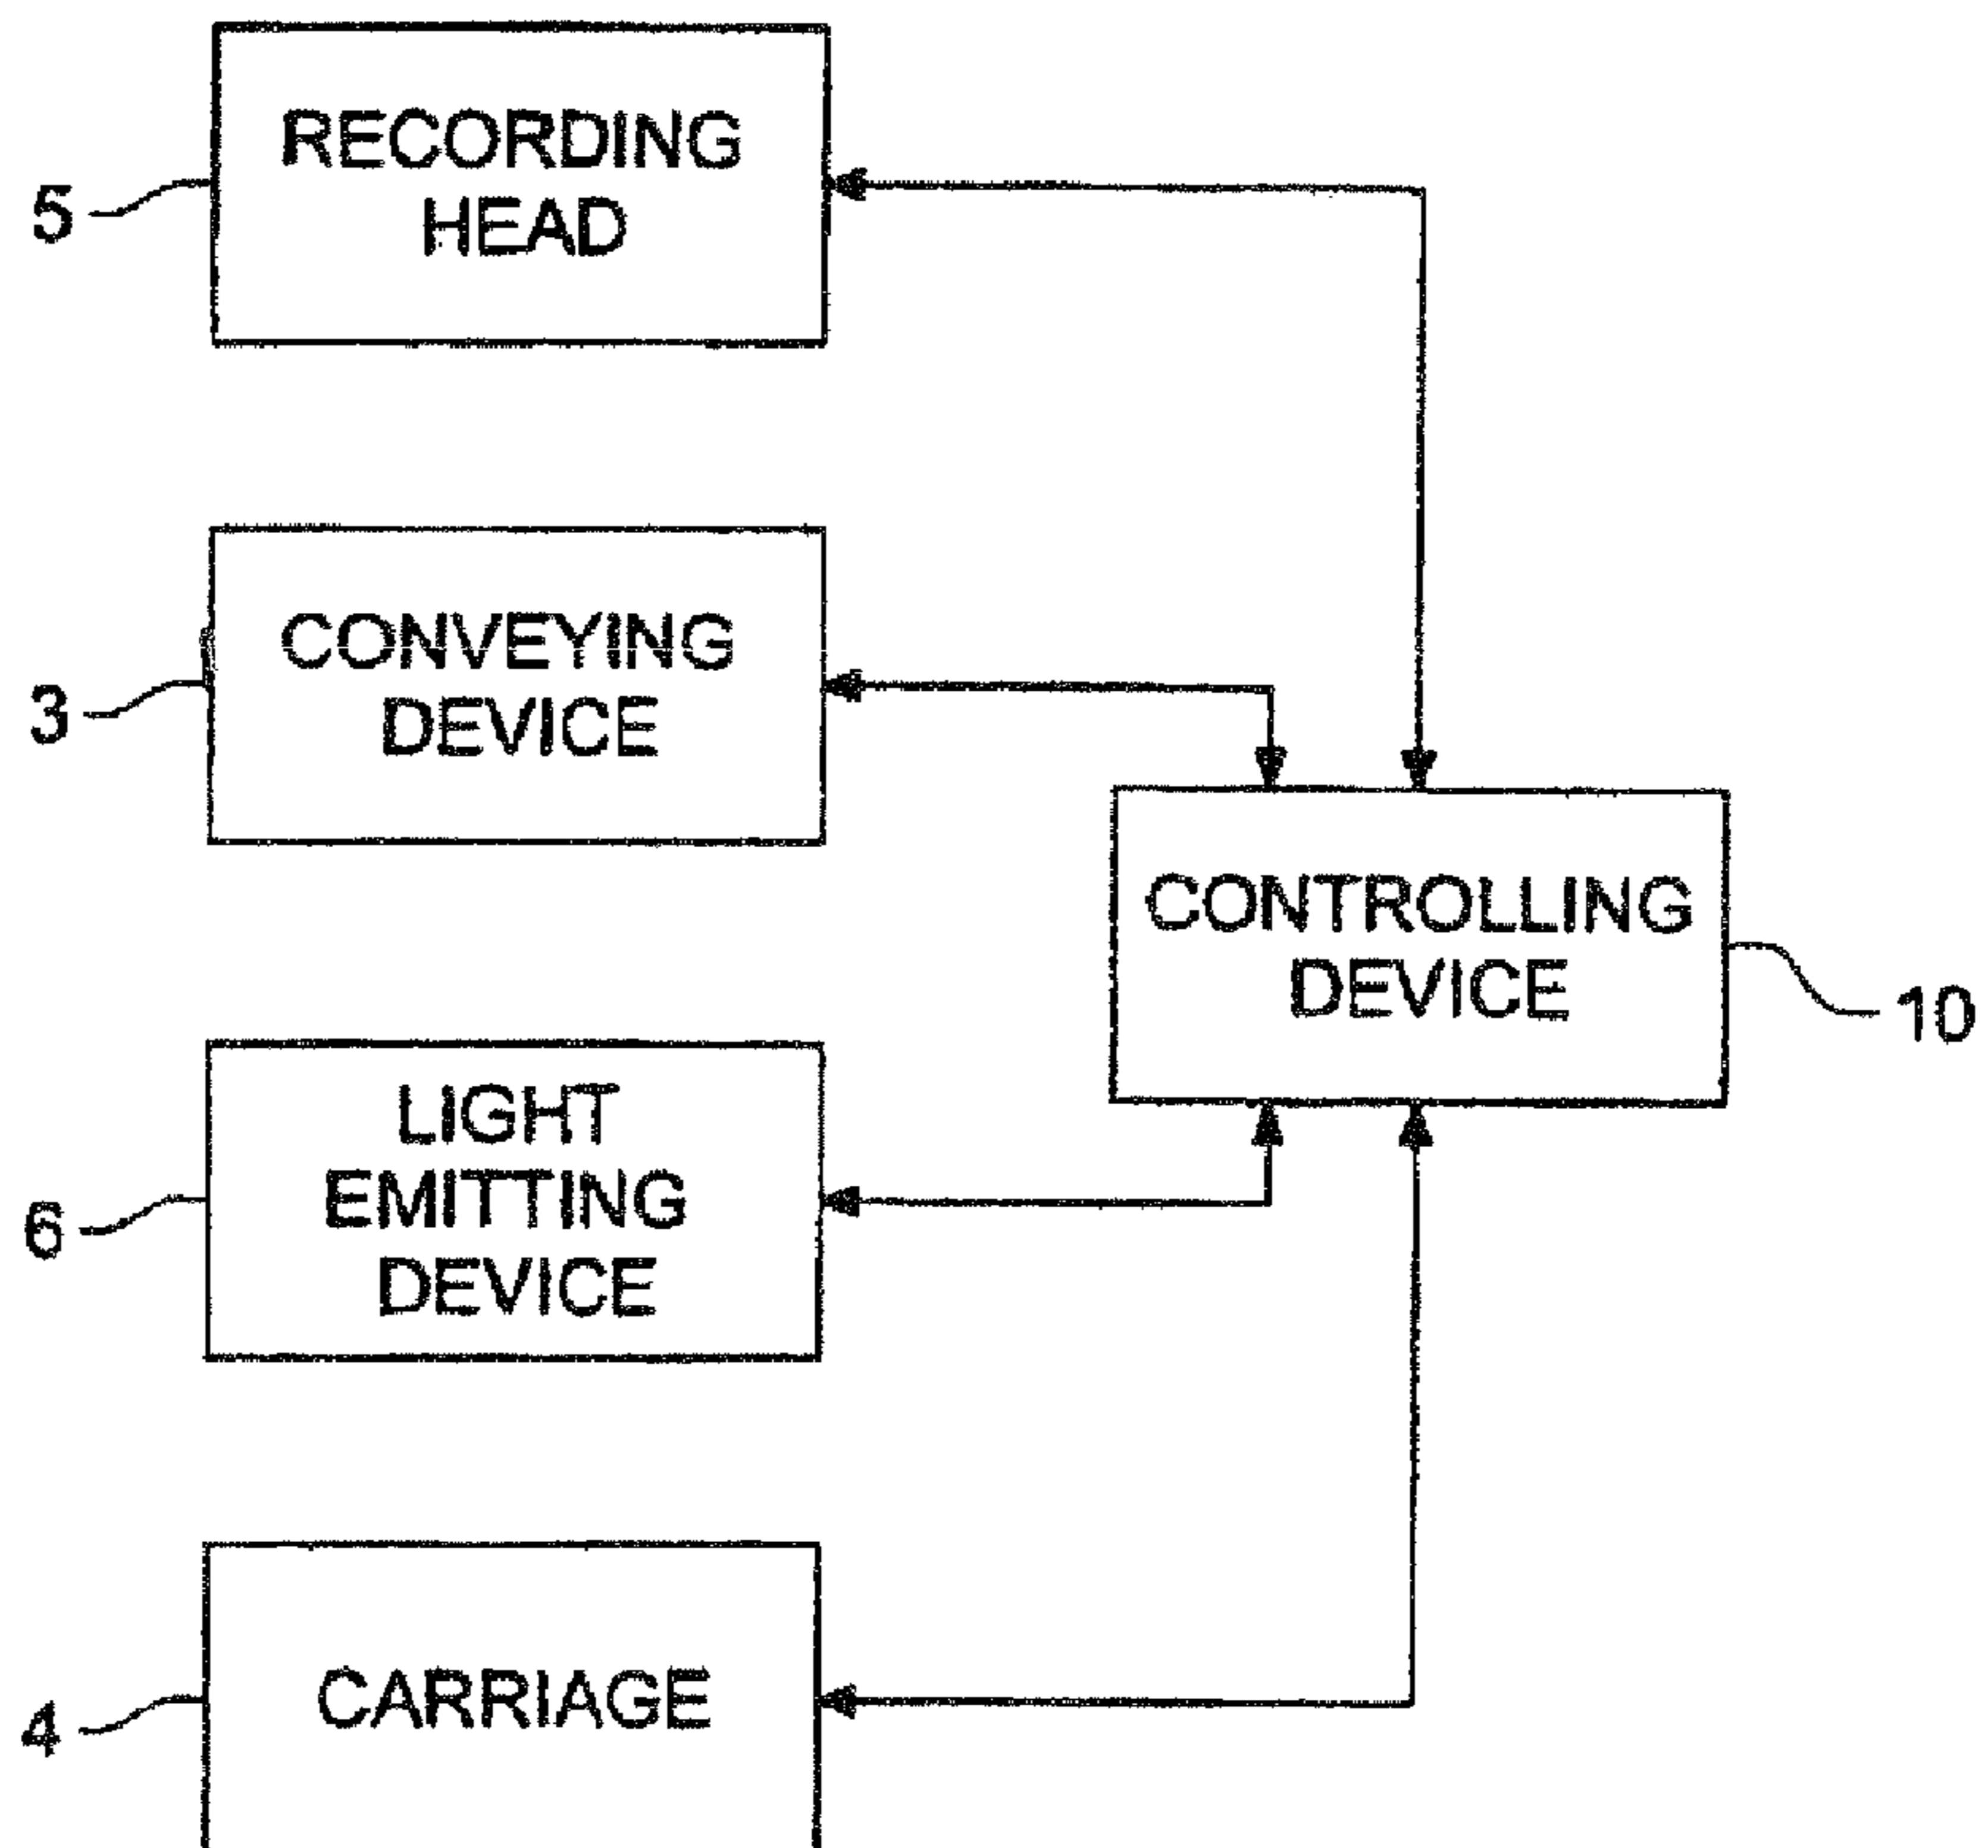 RECORDING
HEAD
5
CONVEYING
DEVICE
3
CONTROLLING
DEVICE
10
LIGHT
EMITTING
DEVICE
6
CARRIAGE
4